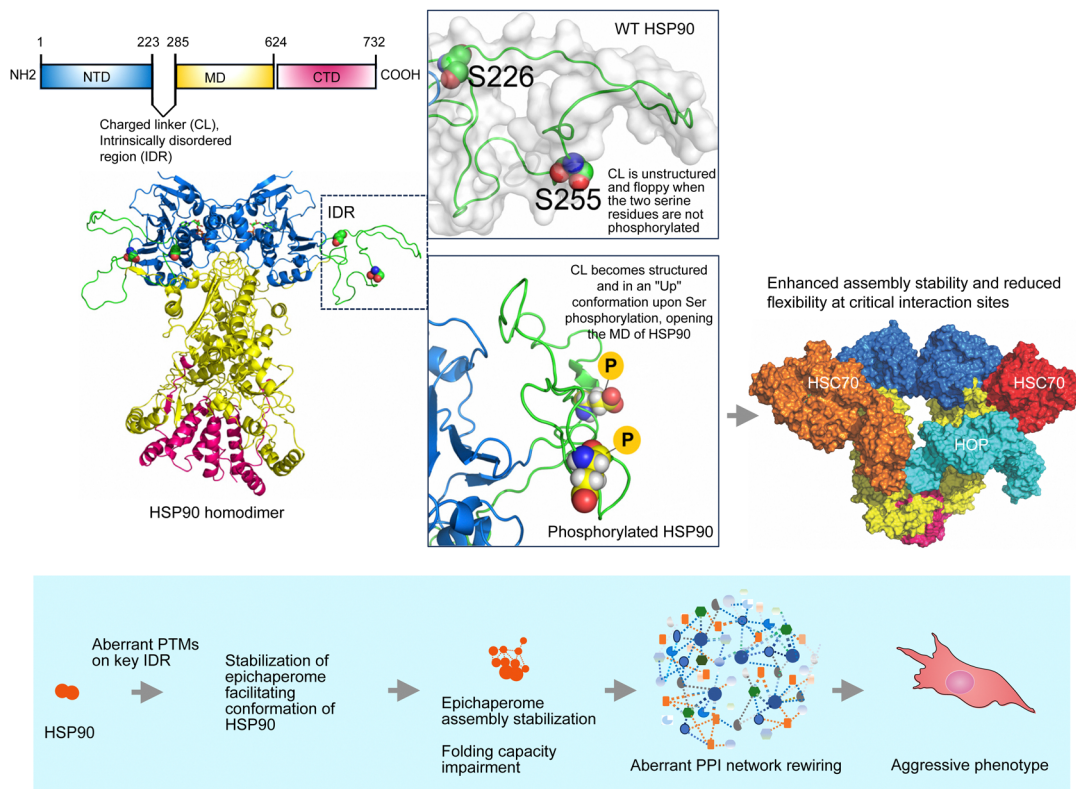 1 223 285 624 732
NH2 NTD MD CTD COOH
Charged linker (CL),
Intrinsically disordered
region (IDR)
IDR
HSP90 homodimer
WT HSP90
S226
S255
CL is unstructured
and floppy when
the two serine
residues are not
phosphorylated
CL becomes structured
and in an "Up"
conformation upon Ser
phosphorylation, opening
the MD of HSP90
P
P
Phosphorylated HSP90
Enhanced assembly stability and reduced
flexibility at critical interaction sites
HSC70
HSC70
HOP
HSP90
Aberrant PTMs
on key IDR
Stabilization of
epichaperome
facilitating
conformation of
HSP90
Epichaperome
assembly stabilization
Folding capacity
impairment
Aberrant PPI network rewiring
Aggressive phenotype